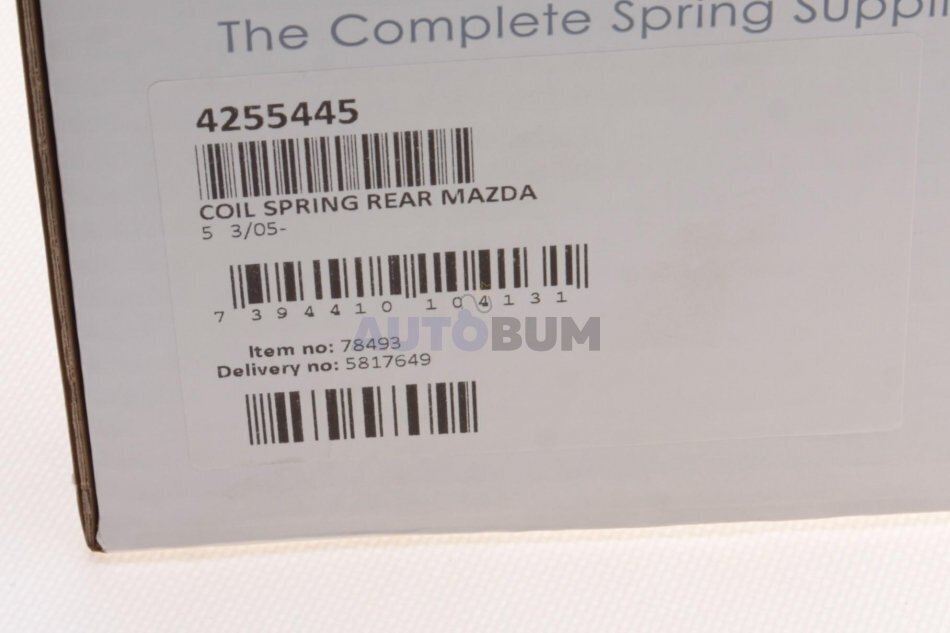 The Complete Spring Suppli
4255445
COIL SPRING REAR MAZDA
5 3/05-
7 394410 104131
AUTOBUM
Item no: 78493
Delivery no: 5817649